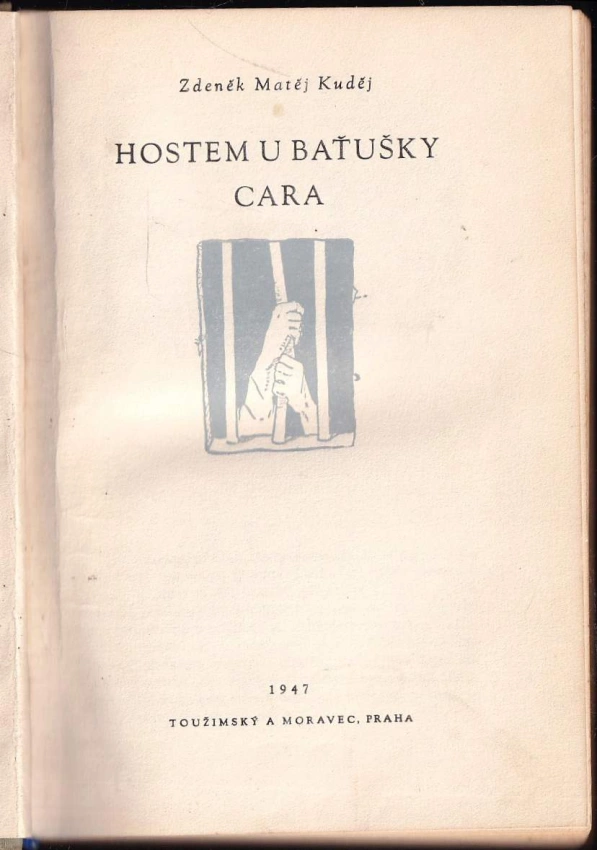 Zdeněk Matěj Kuděj
HOSTEM U BAŤUŠKY
CARA
1947
TOUŽIMSKÝ A MORAVEC, PRAHA